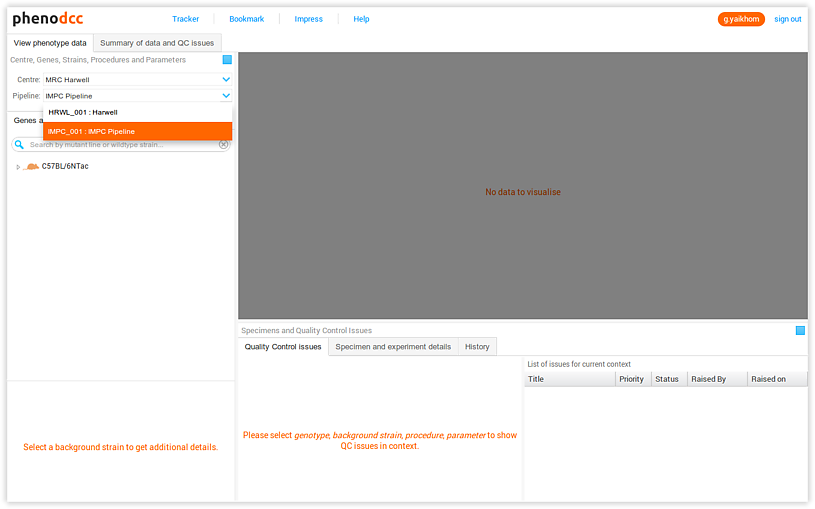 phenodcc
Tracker
Bookmark
Impress
Help
g.yaikhom
sign out
View phenotype data
Summary of data and QC issues
Centre, Genes, Strains, Procedures and Parameters
Centre: MRC Harwell
Pipeline: IMPC Pipeline
HRWL_001 : Harwell
IMPC_001 : IMPC Pipeline
Genes a
Search by mutant line or wildtype strain...
C57BL/6NTac
Select a background strain to get additional details.
No data to visualise
Specimens and Quality Control Issues
Quality Control issues
Specimen and experiment details
History
Please select genotype, background strain, procedure, parameter to show
QC issues in context.
List of issues for current context
Title
Priority
Status
Raised By
Raised on